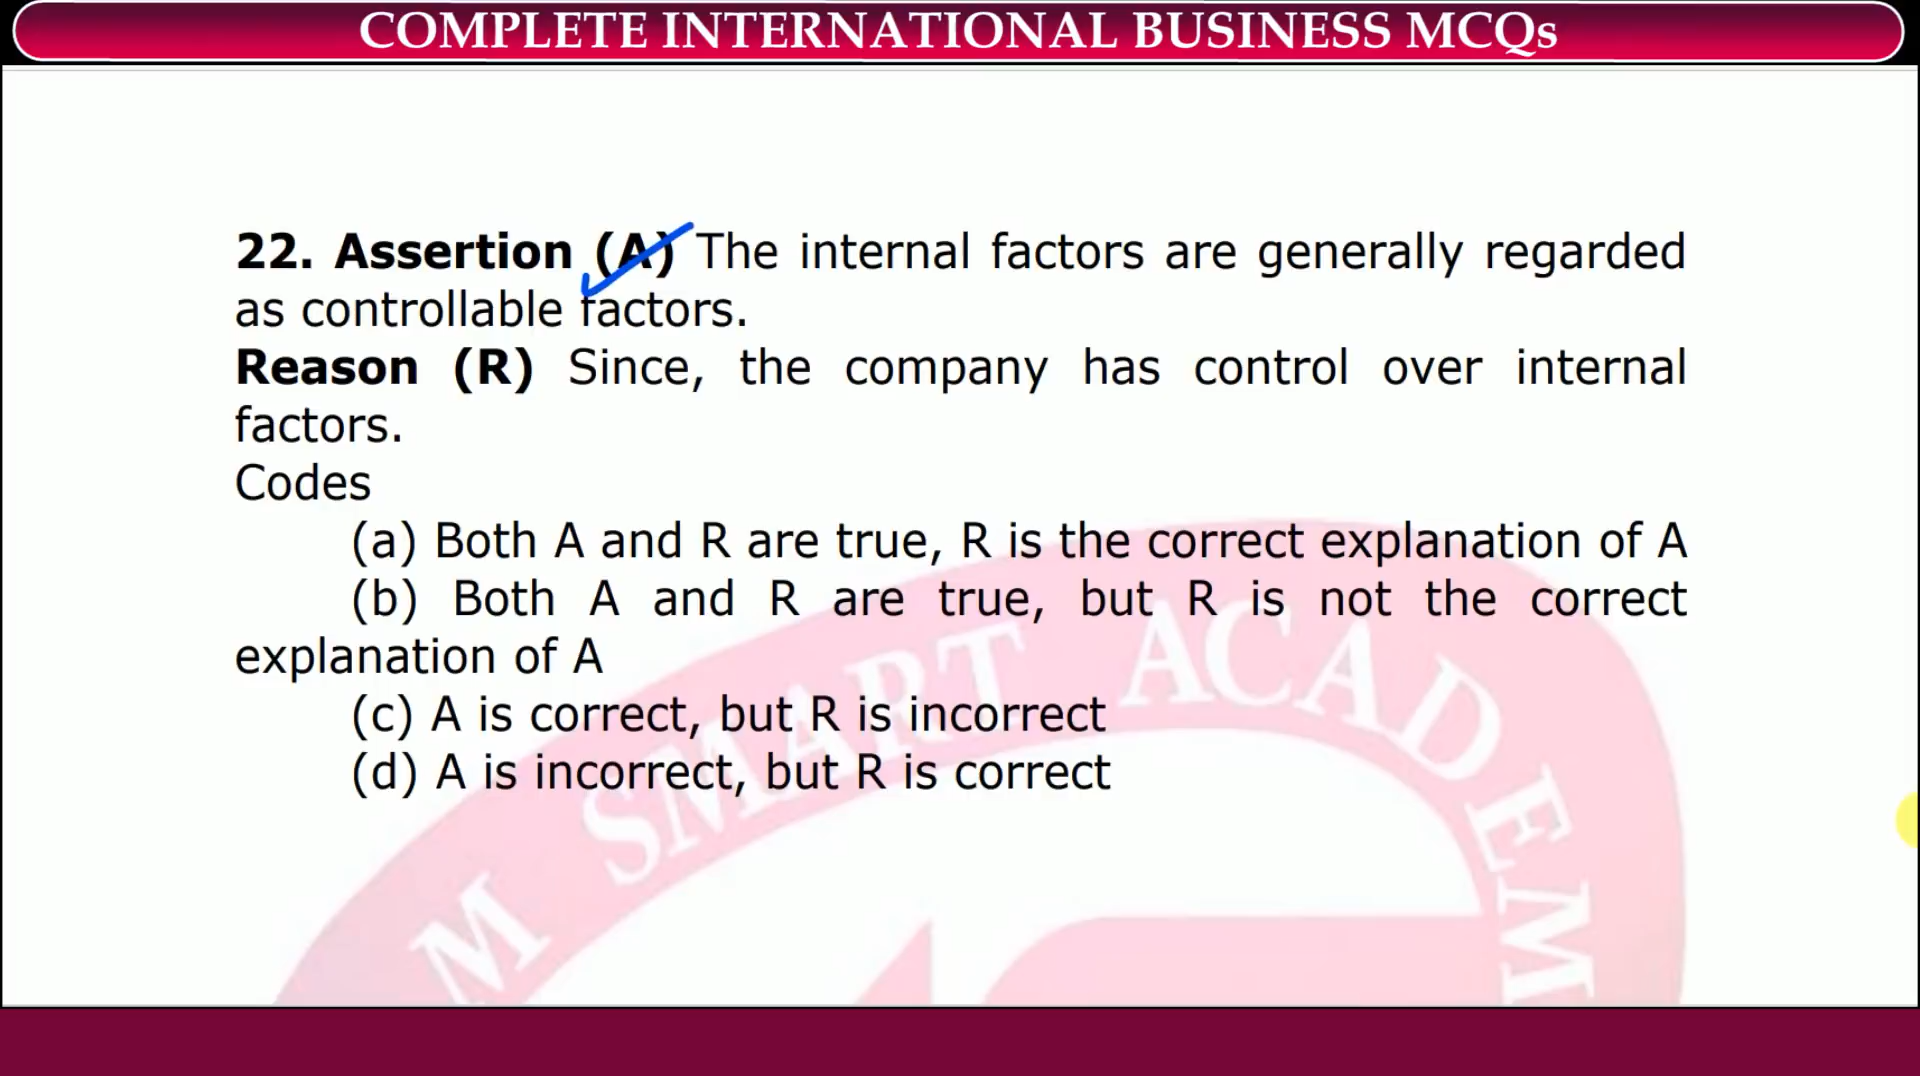 COMPLETE INTERNATIONAL BUSINESS MCQs
22. Assertion (A) The internal factors are generally regarded
as controllable factors.
Reason (R) Since, the company has control over internal
factors.
Codes
(a) Both A and R are true, R is the correct explanation of A
(b) Both A and R are true, but R is not the correct
explanation of A
(c) A is correct, but R is incorrect
(d) A is incorrect, but R is correct
M SMART ACADEM